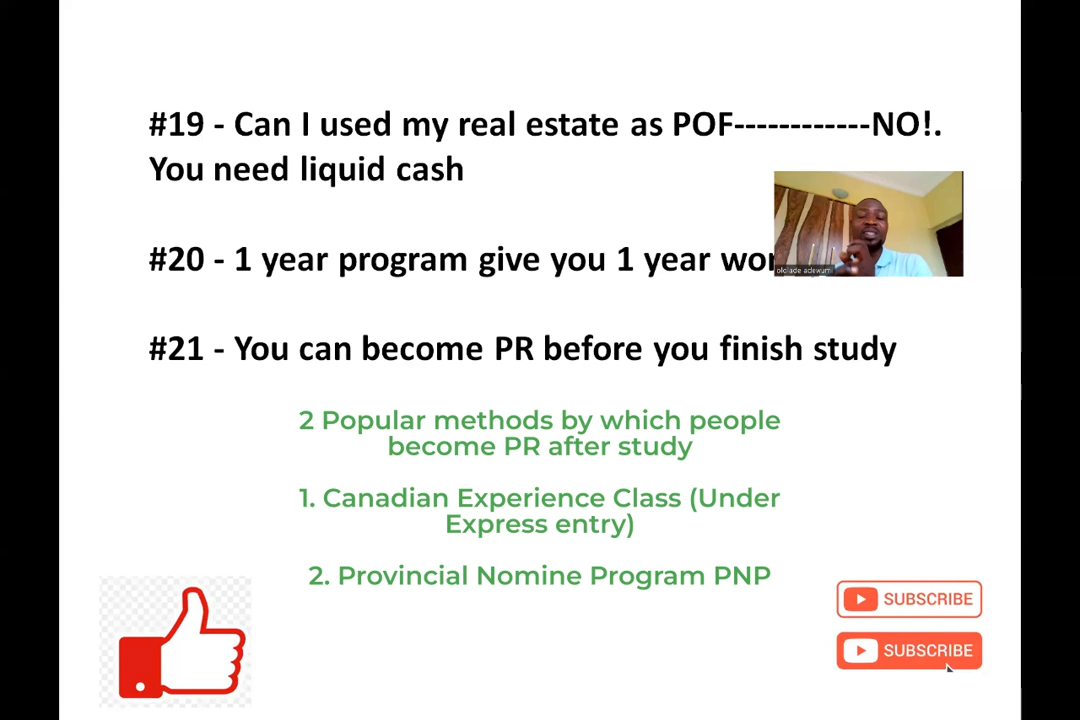 #19 - Can I used my real estate as POF------------NO!.
You need liquid cash
#20 - 1 year program give you 1 year
#21 - You can become PR before you finish study
2 Popular methods by which people
become PR after study
1. Canadian Experience Class (Under
Express entry)
2. Provincial Nomine Program PNP
SUBSCRIBE
SUBSCRIBE